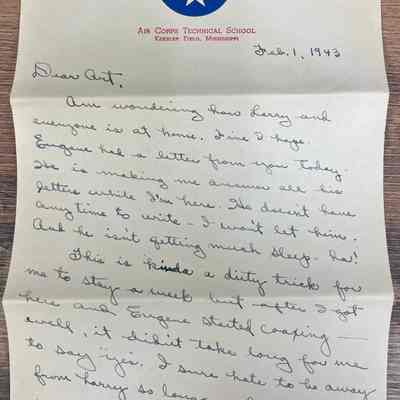 AIR CORPS TECHNICAL SCHOOL
KEESLER FIELD, MISSISSIPPI
Feb. 1, 1943
Dear Art,
Am wondering how Larry and
everyone is at home. Fine I hope.
Eugene had a letter from you today.
He is making me answer all his
letters while I'm here. He doesn't have
anytime to write - I won't let him.
And he isn't getting much sleep - ha!
This is kinda a dirty trick for
me to stay a week but after I got
here and Eugene started coaxing -
well, it didn't take long for me
to say "yes". I sure hate to be away
from Larry so long